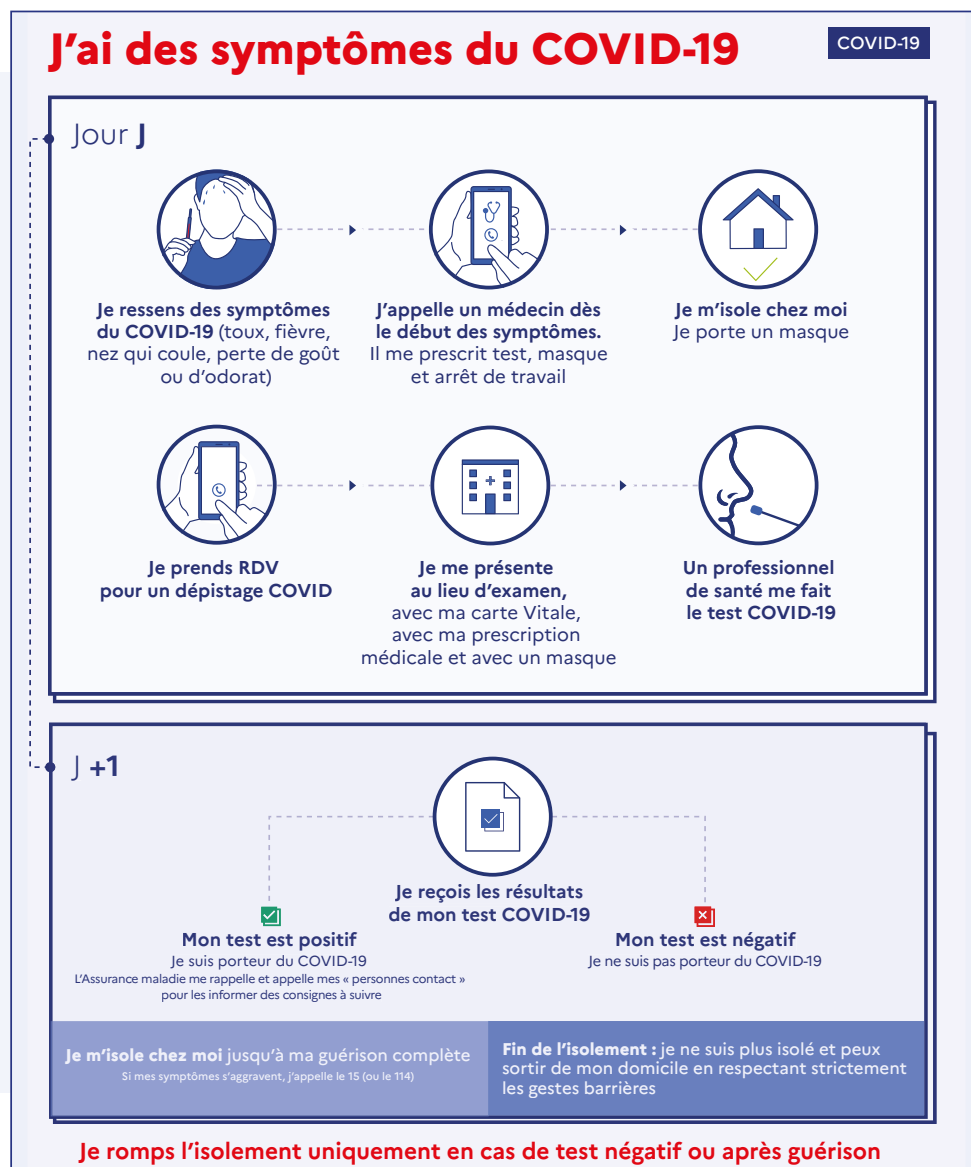 J'ai des symptômes du COVID-19
COVID-19
Jour J
Je ressens des symptômes
du COVID-19 (toux, fièvre,
nez qui coule, perte de goût
ou d'odorat)
J'appelle un médecin dès
le début des symptômes.
Il me prescrit test, masque
et arrêt de travail
Je m'isole chez moi
Je porte un masque
Je prends RDV
pour un dépistage COVID
Je me présente
au lieu d'examen,
avec ma carte Vitale,
avec ma prescription
médicale et avec un masque
Un professionnel
de santé me fait
le test COVID-19
J +1
Je reçois les résultats
de mon test COVID-19
Mon test est positif
Je suis porteur du COVID-19
L'Assurance maladie me rappelle et appelle mes « personnes contact »
pour les informer des consignes à suivre
Mon test est négatif
Je ne suis pas porteur du COVID-19
Je m'isole chez moi jusqu'à ma guérison complète
Si mes symptômes s'aggravent, j'appelle le 15 (ou le 114)
Fin de l'isolement : je ne suis plus isolé et peux
sortir de mon domicile en respectant strictement
les gestes barrières
Je romps l'isolement uniquement en cas de test négatif ou après guérison